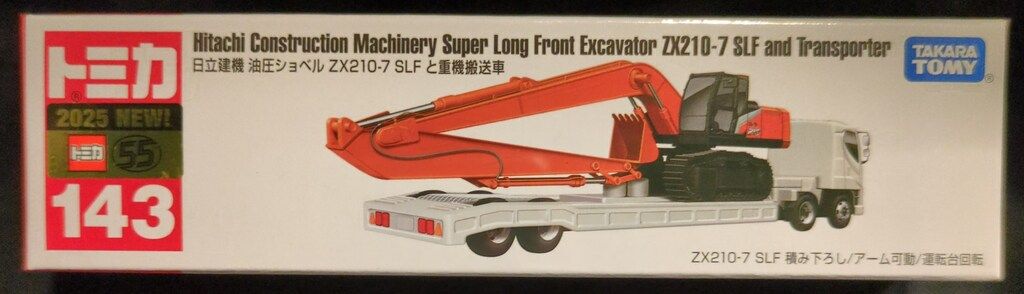 トミカ
2025 NEW!
トミカ 55
143
Hitachi Construction Machinery Super Long Front Excavator ZX210-7 SLF and Transporter
日立建機 油圧ショベル ZX210-7 SLF と重機搬送車
TAKARA
TOMY
ZX210-7 SLF 積み下ろし/アーム可動/運転台回転